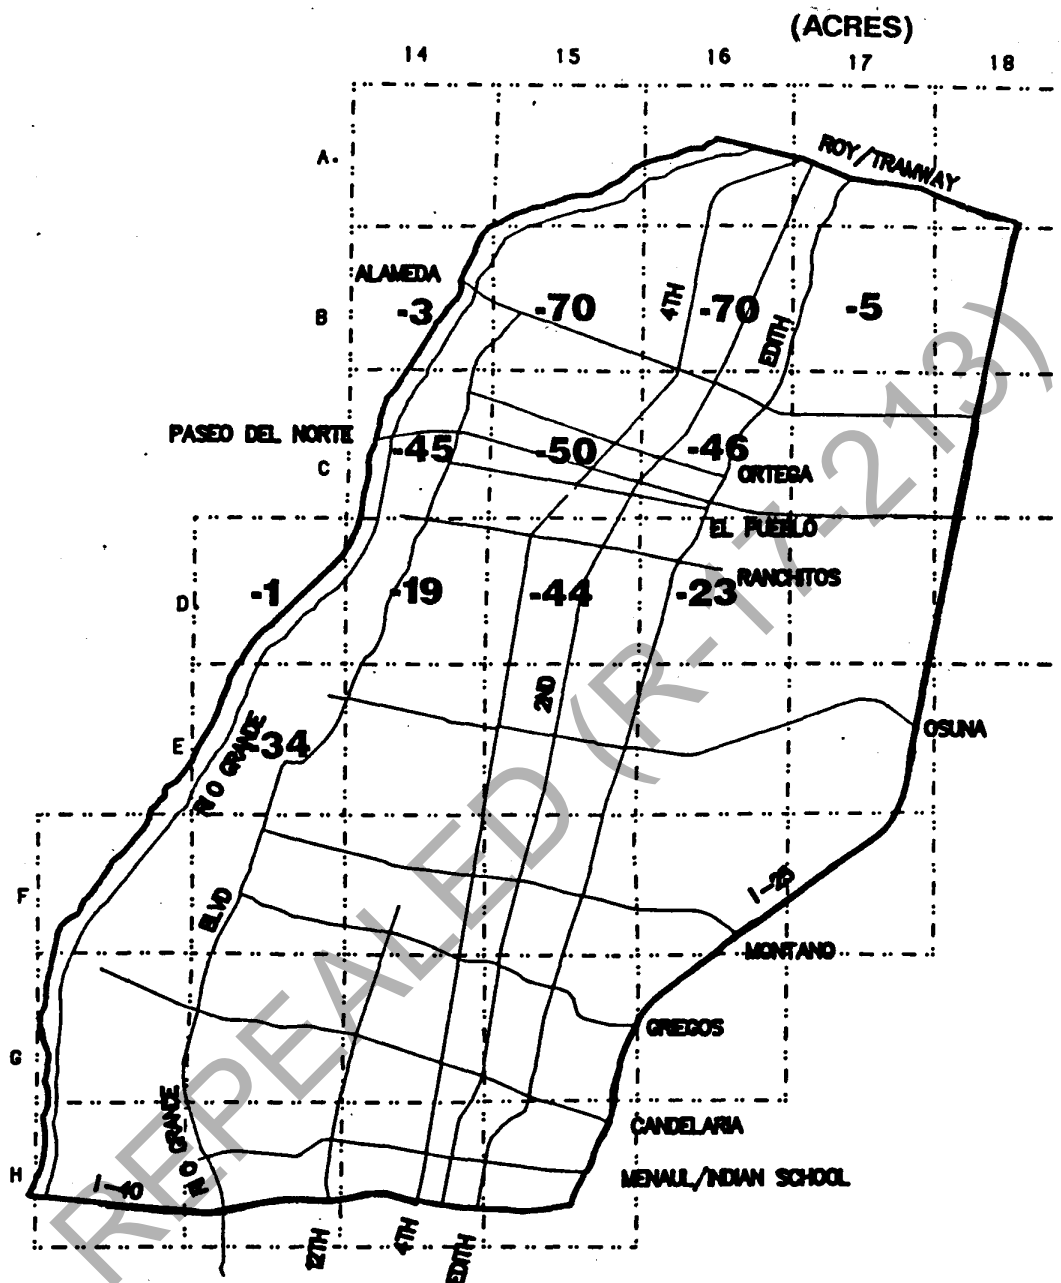 (ACRES)
14 15 16 17 18
A.
ROY/TRAMWAY
ALAMEDA
B
-3 -70 4TH -70 EDITH -5
PASEO DEL NORTE
C
-45 -50 -46
ORTEGA
EL PUEBLO
D
-1 -19 -44 -23
RANCHITOS
2ND
OSUNA
E
RIO GRANDE
-34
F
BLVD
I-25
MONTANO
GRIEGOS
G
RIO GRANDE
CANDELARIA
H
MENAUL/INDIAN SCHOOL
I-40
12TH
4TH
EDITH
REPEALED (R-17-213)